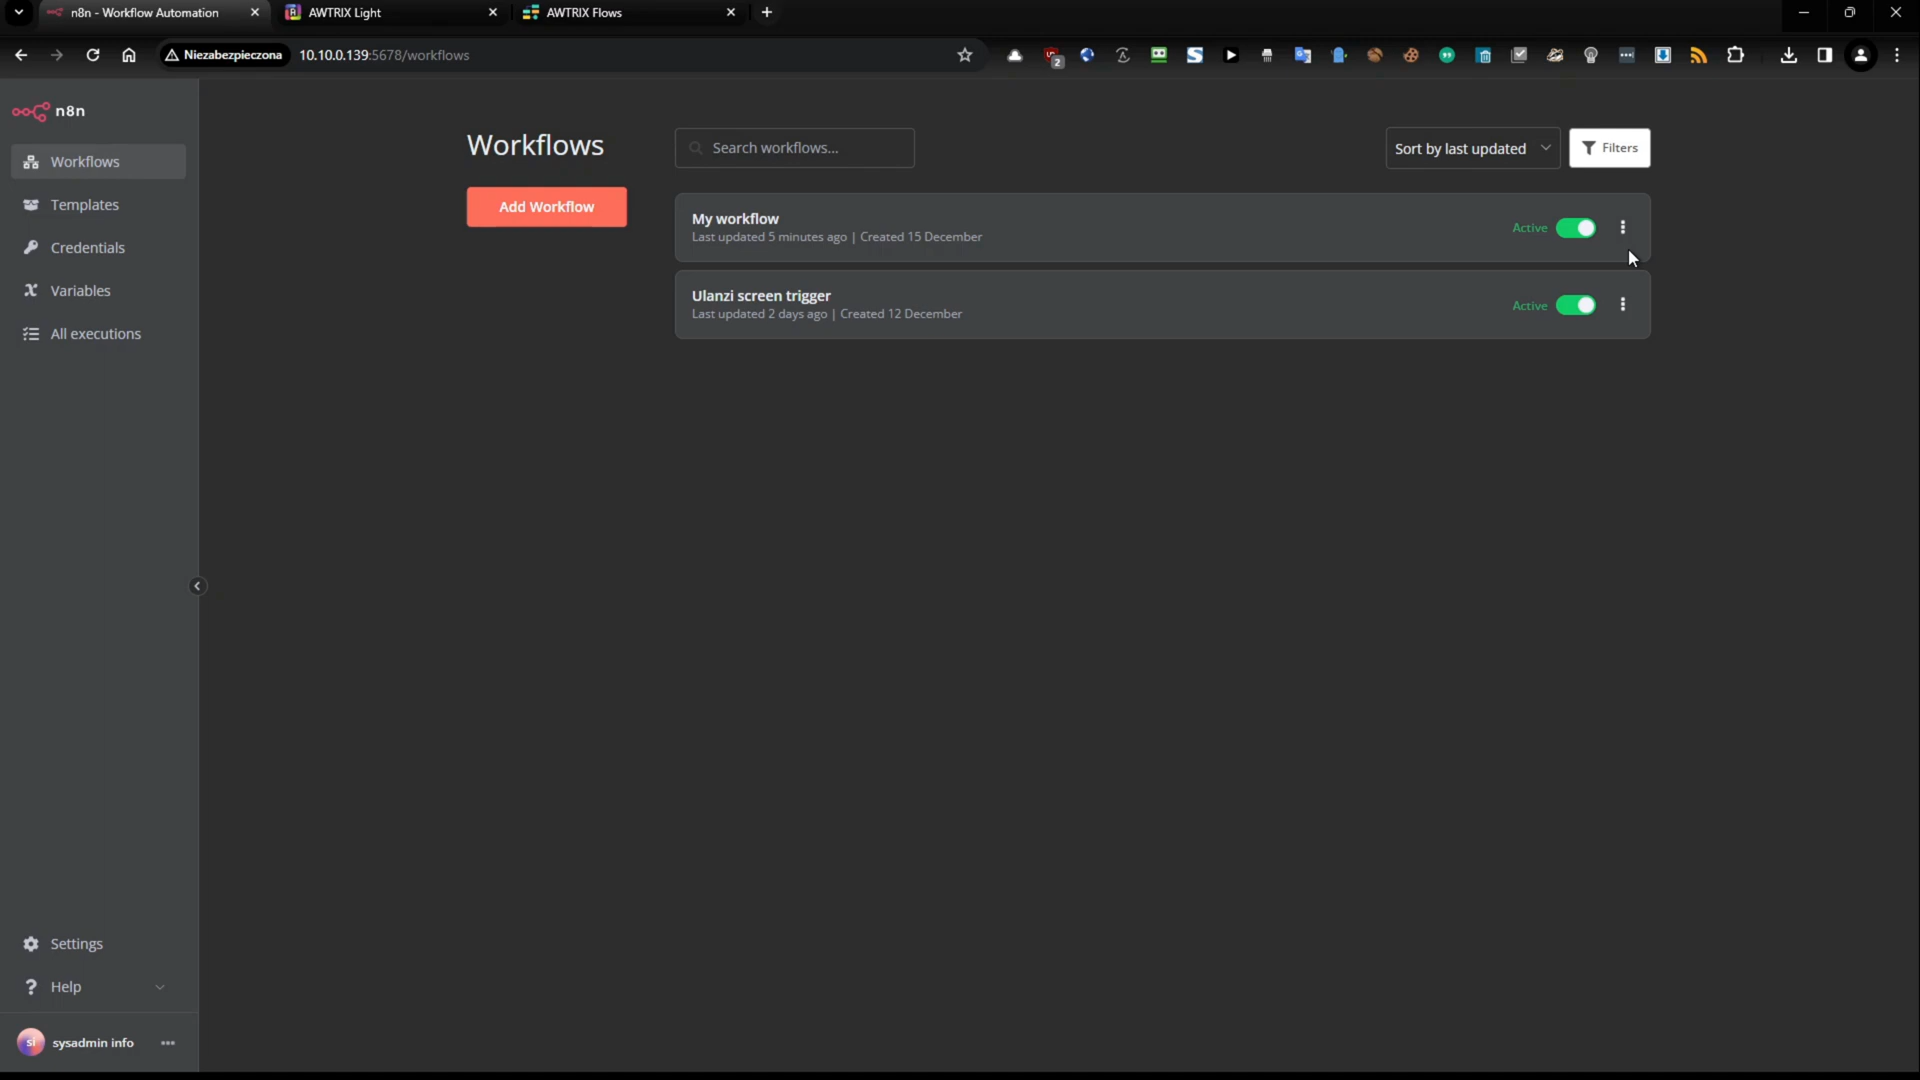 n8n - Workflow Automation
AWTRIX Light
AWTRIX Flows
Niezabezpieczona
10.10.0.139:5678/workflows
2
n8n
Workflows
Templates
Credentials
Variables
All executions
Settings
Help
si
sysadmin info
Workflows
Search workflows...
Sort by last updated
Filters
Add Workflow
My workflow
Last updated 5 minutes ago | Created 15 December
Active
Ulanzi screen trigger
Last updated 2 days ago | Created 12 December
Active